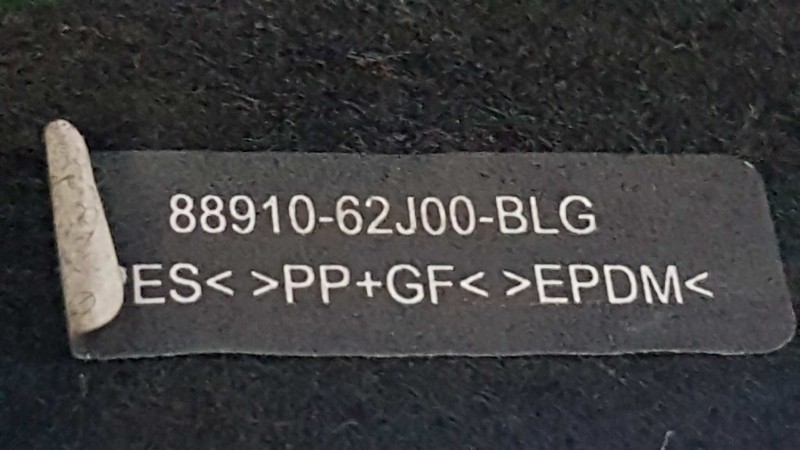 88910-62J00-BLG
ES< >PP+GF< >EPDM<